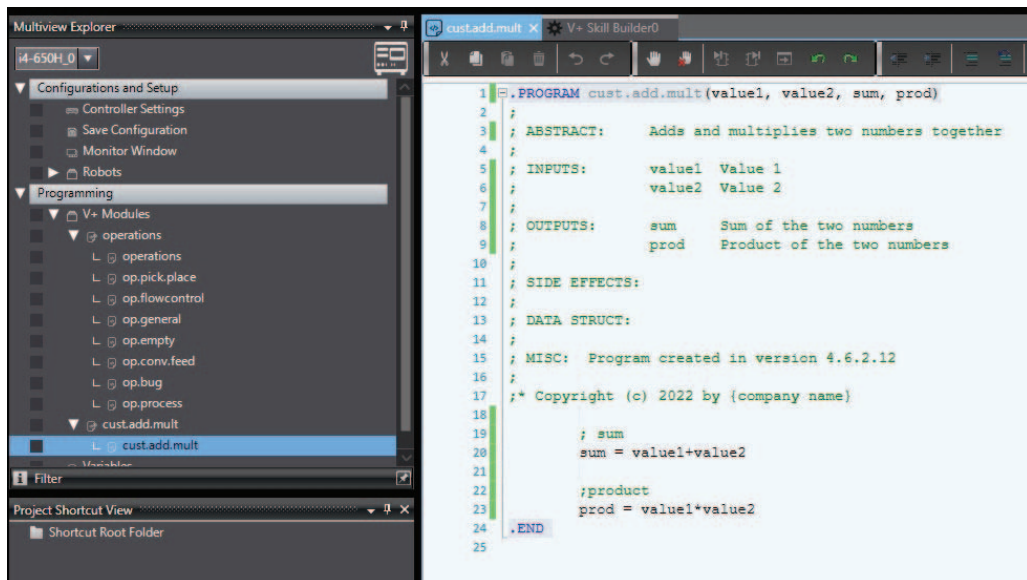 Multiview Explorer
i4-650H_0
Configurations and Setup
Controller Settings
Save Configuration
Monitor Window
Robots
Programming
V+ Modules
operations
operations
op.pick.place
op.flowcontrol
op.general
op.empty
op.conv.feed
op.bug
op.process
cust.add.mult
cust.add.mult
Variables
Filter
Project Shortcut View
Shortcut Root Folder
cust.add.mult V+ Skill Builder0
1 .PROGRAM cust.add.mult(value1, value2, sum, prod)
2 ;
3 ; ABSTRACT: Adds and multiplies two numbers together
4 ;
5 ; INPUTS: value1 Value 1
6 ; value2 Value 2
7 ;
8 ; OUTPUTS: sum Sum of the two numbers
9 ; prod Product of the two numbers
10 ;
11 ; SIDE EFFECTS:
12 ;
13 ; DATA STRUCT:
14 ;
15 ; MISC: Program created in version 4.6.2.12
16 ;
17 ;* Copyright (c) 2022 by {company name}
18
19 ; sum
20 sum = value1+value2
21
22 ;product
23 prod = value1*value2
24 .END
25